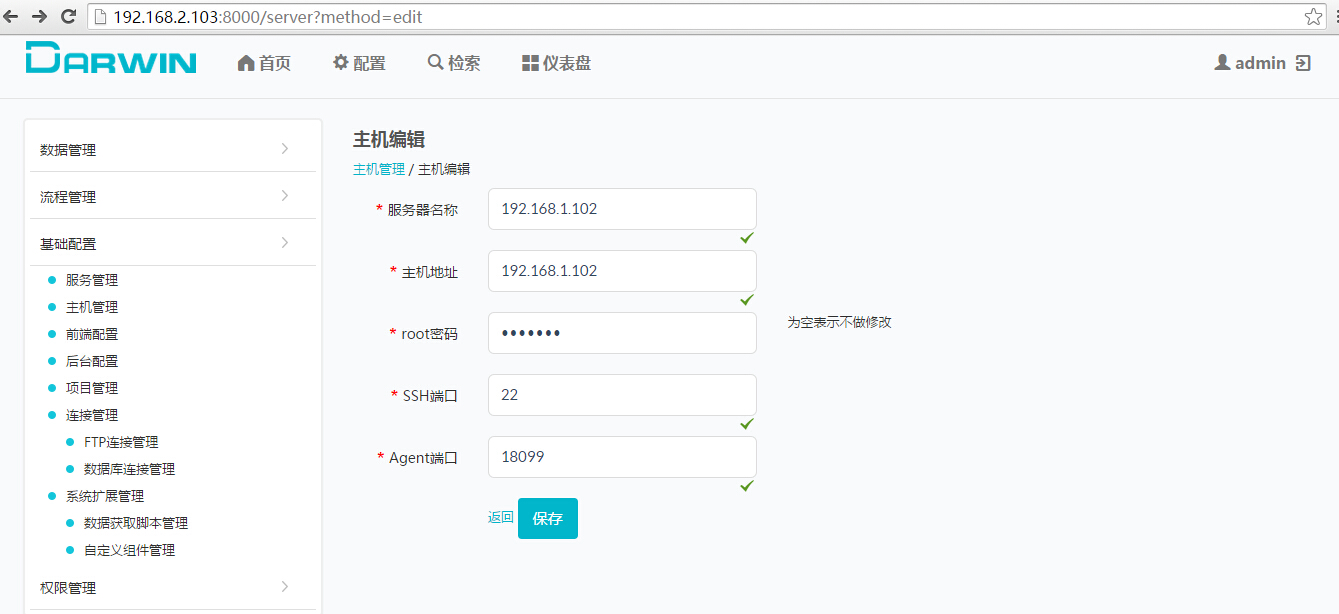 192.168.2.103:8000/server?method=edit
DARWIN 首页 配置 检索 仪表盘 admin
数据管理
流程管理
基础配置
服务管理
主机管理
前端配置
后台配置
项目管理
连接管理
FTP连接管理
数据库连接管理
系统扩展管理
数据获取脚本管理
自定义组件管理
权限管理
主机编辑
主机管理 / 主机编辑
* 服务器名称 192.168.1.102
* 主机地址 192.168.1.102
* root密码 ••••••• 为空表示不做修改
* SSH端口 22
* Agent端口 18099
返回 保存